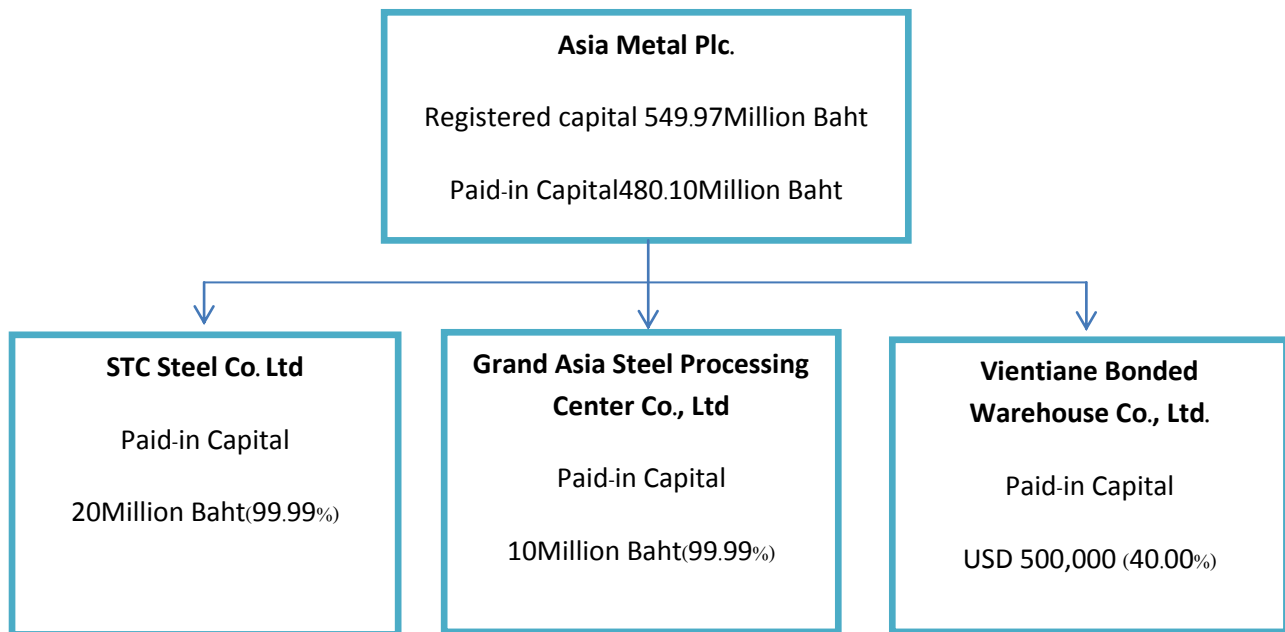 Asia Metal Plc.
Registered capital 549.97Million Baht
Paid-in Capital480.10Million Baht
STC Steel Co. Ltd
Paid-in Capital
20Million Baht(99.99%)
Grand Asia Steel Processing
Center Co., Ltd
Paid-in Capital
10Million Baht(99.99%)
Vientiane Bonded
Warehouse Co., Ltd.
Paid-in Capital
USD 500,000 (40.00%)